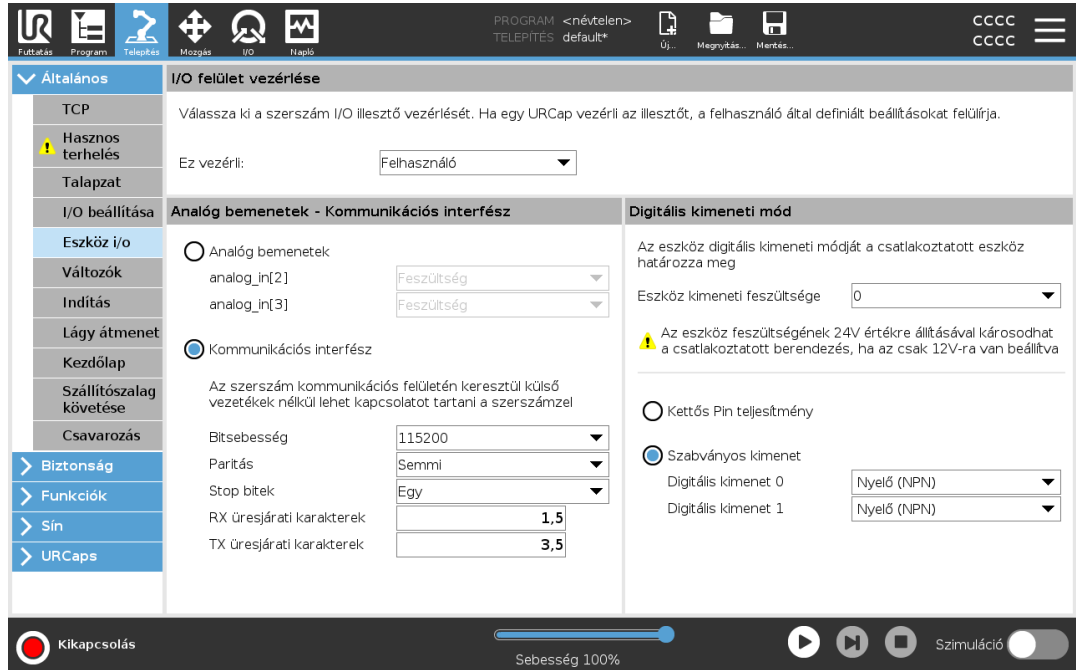 UR
Futtatás
Program
Telepítés
Mozgás
I/O
Napló
PROGRAM <névtelen>
TELEPÍTÉS default*
Új...
Megnyitás...
Mentés...
CCCC
CCCC
Általános
TCP
Hasznos
terhelés
Talapzat
I/O beállítása
Eszköz i/o
Változók
Indítás
Lágy átmenet
Kezdőlap
Szállítószalag
követése
Csavarozás
Biztonság
Funkciók
Sín
URCaps
I/O felület vezérlése
Válassza ki a szerszám I/O illesztő vezérlését. Ha egy URCap vezérli az illesztőt, a felhasználó által definiált beállításokat felülírja.
Ez vezérli: Felhasználó
Analóg bemenetek - Kommunikációs interfész
Analóg bemenetek
analog_in[2] Feszültség
analog_in[3] Feszültség
Kommunikációs interfész
Az szerszám kommunikációs felületén keresztül külső
vezetékek nélkül lehet kapcsolatot tartani a szerszámzel
Bitsebesség 115200
Paritás Semmi
Stop bitek Egy
RX üresjárati karakterek 1,5
TX üresjárati karakterek 3,5
Digitális kimeneti mód
Az eszköz digitális kimeneti módját a csatlakoztatott eszköz
határozza meg
Eszköz kimeneti feszültsége 0
Az eszköz feszültségének 24V értékre állításával károsodhat
a csatlakoztatott berendezés, ha az csak 12V-ra van beállítva
Kettős Pin teljesítmény
Szabványos kimenet
Digitális kimenet 0 Nyelő (NPN)
Digitális kimenet 1 Nyelő (NPN)
Kikapcsolás
Sebesség 100%
Szimuláció